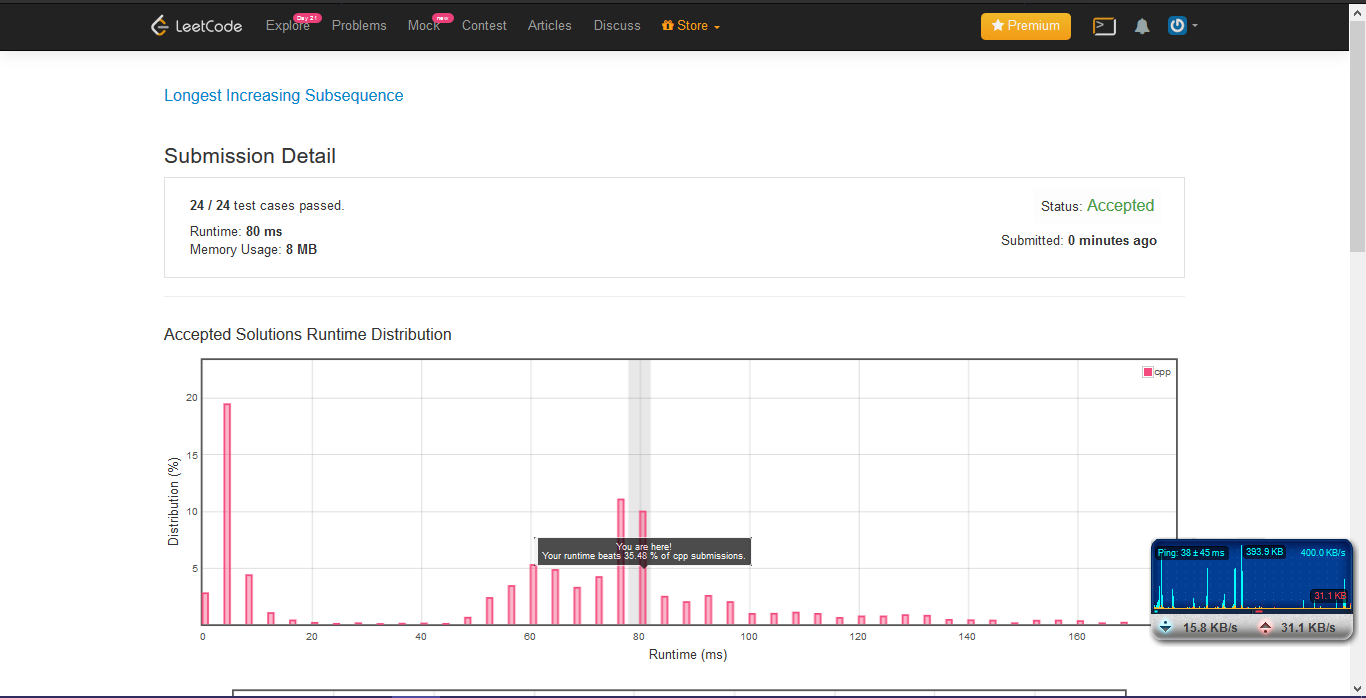 LeetCode Explore Day 21 Problems Mock new Contest Articles Discuss Store Premium
Longest Increasing Subsequence
Submission Detail
24 / 24 test cases passed.
Status: Accepted
Runtime: 80 ms
Memory Usage: 8 MB
Submitted: 0 minutes ago
Accepted Solutions Runtime Distribution
cpp
20
15
10
5
Distribution (%)
You are here!
Your runtime beats 35.48 % of cpp submissions.
0 20 40 60 80 100 120 140 160
Runtime (ms)
Ping: 38 ± 45 ms 393.9 KB 400.0 KB/s
31.1 KB
15.8 KB/s 31.1 KB/s